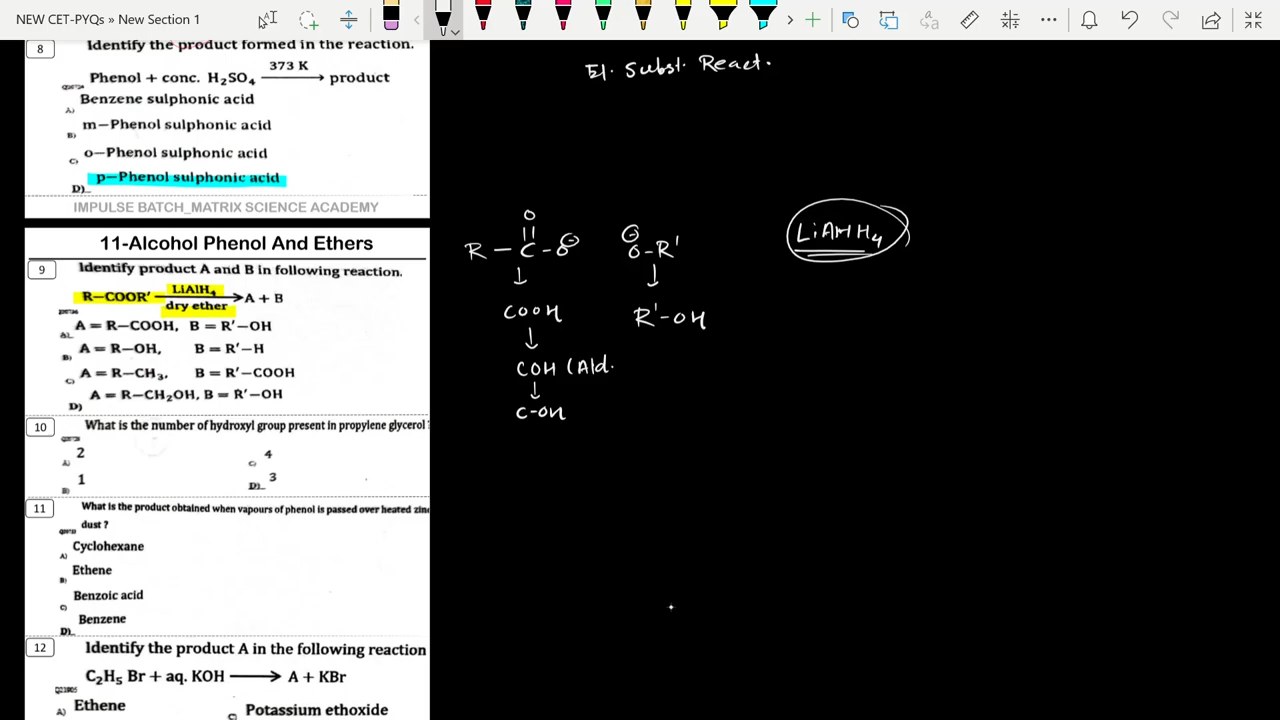 NEW CET-PYQs » New Section 1
8
Identify the product formed in the reaction.
Phenol + conc. H₂SO₄ 373 K ⟶ product
A) Benzene sulphonic acid
B) m–Phenol sulphonic acid
C) o–Phenol sulphonic acid
D) p–Phenol sulphonic acid
IMPULSE BATCH_MATRIX SCIENCE ACADEMY
11-Alcohol Phenol And Ethers
9
Identify product A and B in following reaction.
R–COOR′ LiAlH₄ dry ether ⟶ A + B
A) A = R–COOH, B = R′–OH
B) A = R–OH, B = R′–H
C) A = R–CH₃, B = R′–COOH
D) A = R–CH₂OH, B = R′–OH
10
What is the number of hydroxyl group present in propylene glycerol
A) 2
C) 4
B) 1
D) 3
11
What is the product obtained when vapours of phenol is passed over heated zin
dust ?
A) Cyclohexane
B) Ethene
C) Benzoic acid
D) Benzene
12
Identify the product A in the following reaction
C₂H₅ Br + aq. KOH ⟶ A + KBr
A) Ethene
C) Potassium ethoxide
El. Subst. React.
O
R – C – O⊖
⊖ O – R'
↓ ↓
COOH R'-OH
↓
COH (Ald.
↓
C-OH